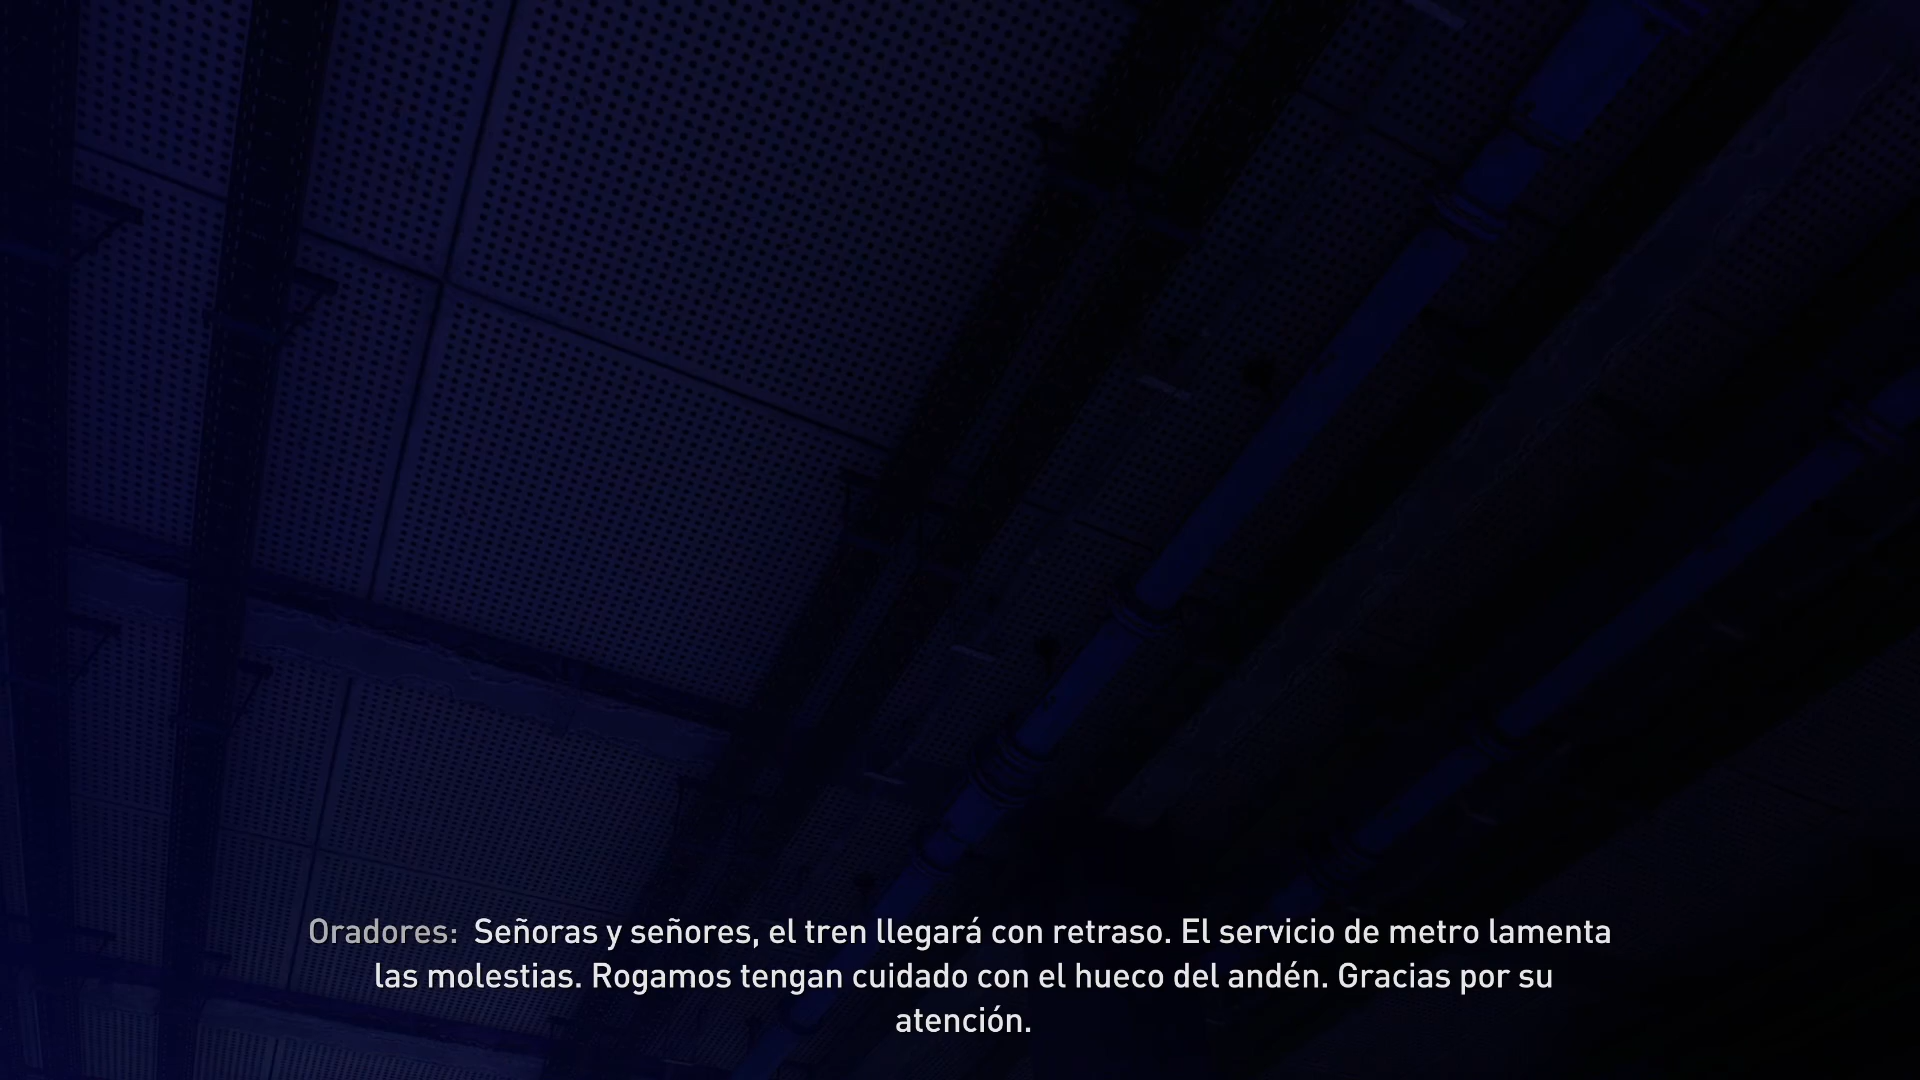 Oradores: Señoras y señores, el tren llegará con retraso. El servicio de metro lamenta
las molestias. Rogamos tengan cuidado con el hueco del andén. Gracias por su
atención.